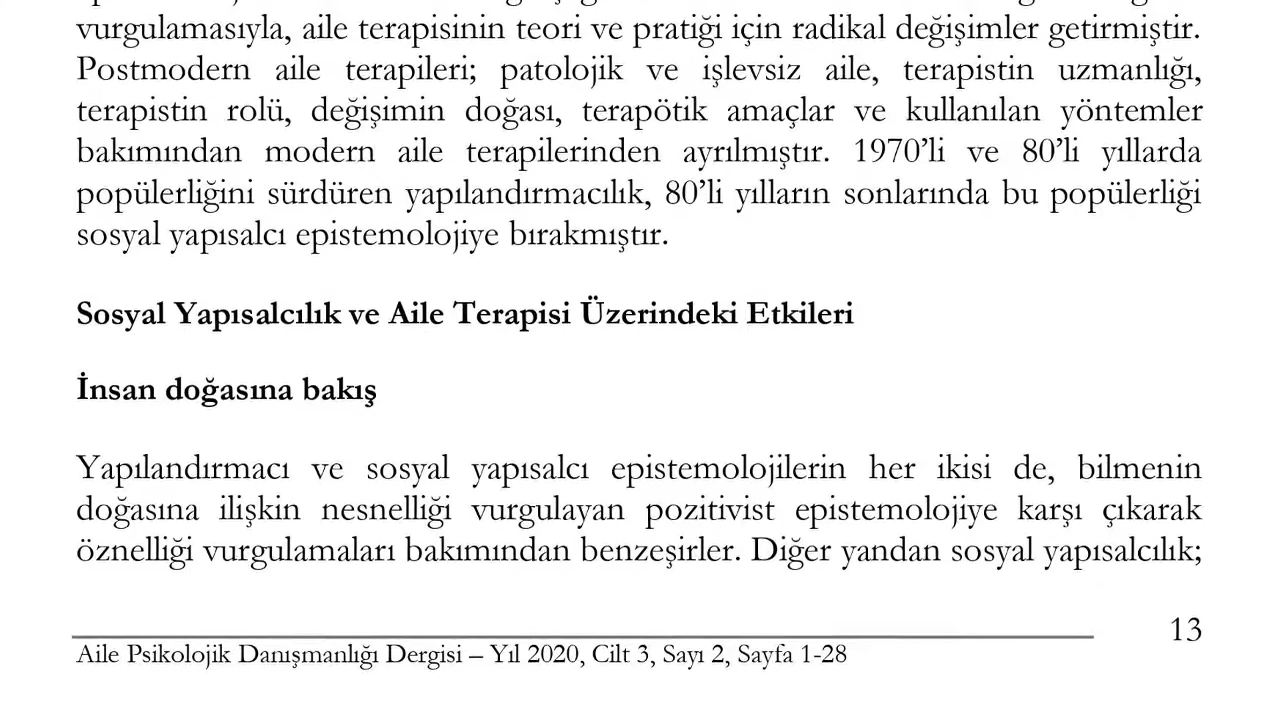 vurgulamasıyla, aile terapisinin teori ve pratiği için radikal değişimler getirmiştir.
Postmodern aile terapileri; patolojik ve işlevsiz aile, terapistin uzmanlığı,
terapistin rolü, değişimin doğası, terapötik amaçlar ve kullanılan yöntemler
bakımından modern aile terapilerinden ayrılmıştır. 1970’li ve 80’li yıllarda
popülerliğini sürdüren yapılandırmacılık, 80’li yılların sonlarında bu popülerliği
sosyal yapısalcı epistemolojiye bırakmıştır.
Sosyal Yapısalcılık ve Aile Terapisi Üzerindeki Etkileri
İnsan doğasına bakış
Yapılandırmacı ve sosyal yapısalcı epistemolojilerin her ikisi de, bilmenin
doğasına ilişkin nesnelliği vurgulayan pozitivist epistemolojiye karşı çıkarak
öznelliği vurgulamaları bakımından benzeşirler. Diğer yandan sosyal yapısalcılık;
13
Aile Psikolojik Danışmanlığı Dergisi – Yıl 2020, Cilt 3, Sayı 2, Sayfa 1-28